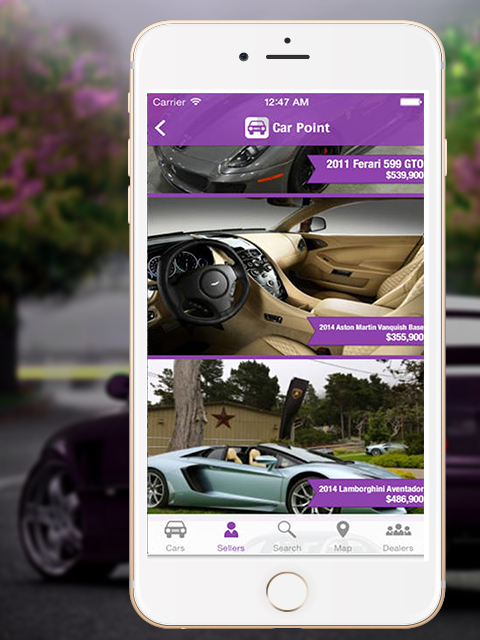 Carrier 12:47 AM
Car Point
2011 Ferari 599 GTO
$539,900
2014 Aston Martin Vanquish Base
$355,900
2014 Lamborghini Aventador
$486,900
Cars Sellers Search Map Dealers